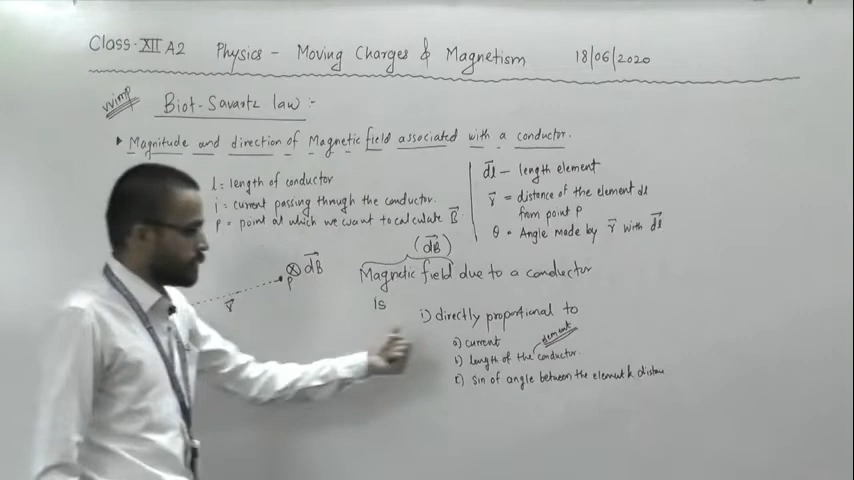 Class-XII A2 Physics - Moving Charges & Magnetism 18/06/2020
VVimp Biot-Savarts law :-
Magnitude and direction of Magnetic field associated with a conductor.
l = length of conductor
i = current passing through the conductor.
P = point at which we want to calculate B⃗
dl⃗ - length element
r⃗ = distance of the element dl
from point P
θ = Angle made by r⃗ with dl⃗
⊗ dB⃗
P
r⃗
(dB⃗)
Magnetic field due to a conductor
is
i) directly proportional to
a) current
element
b) length of the conductor.
c) sin of angle between the element & distan